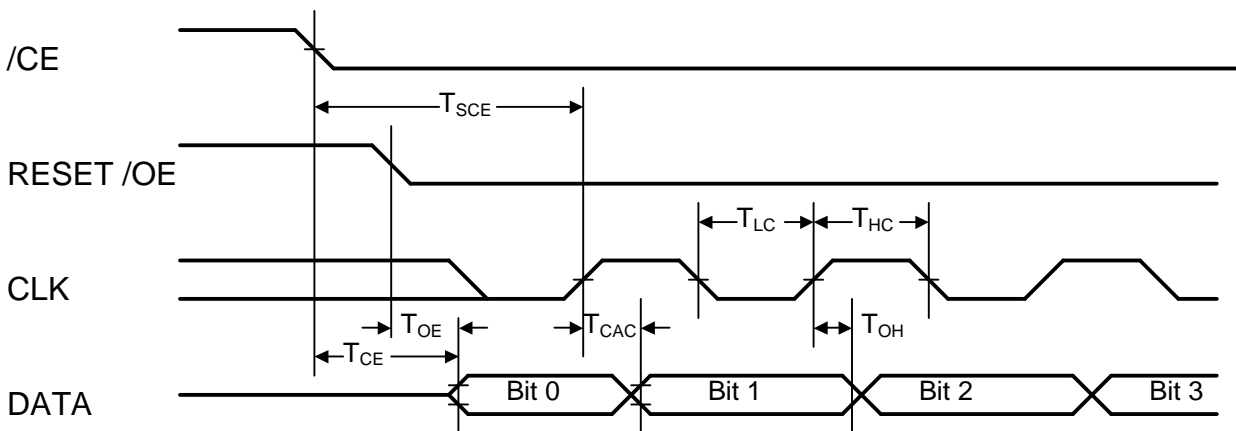 /CE
T_SCE
RESET /OE
T_LC
T_HC
CLK
T_OE
T_CAC
T_OH
T_CE
DATA
Bit 0
Bit 1
Bit 2
Bit 3